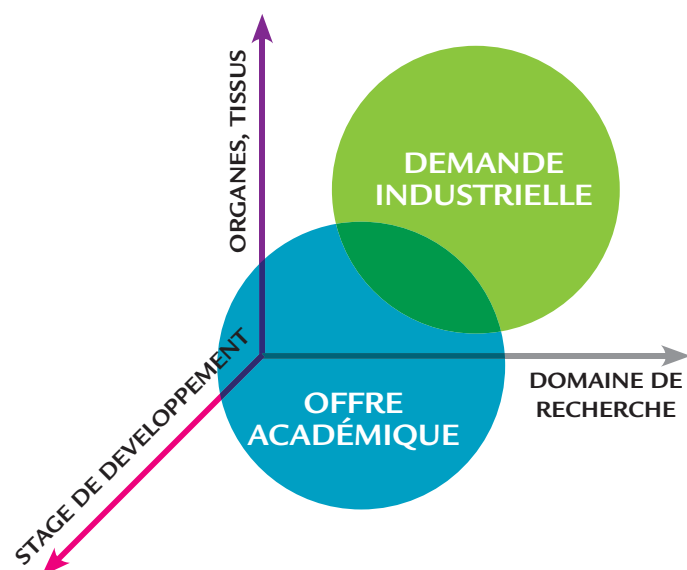 ORGANES, TISSUS
DEMANDE
INDUSTRIELLE
STAGE DE DEVELOPPEMENT
OFFRE
ACADÉMIQUE
DOMAINE DE
RECHERCHE